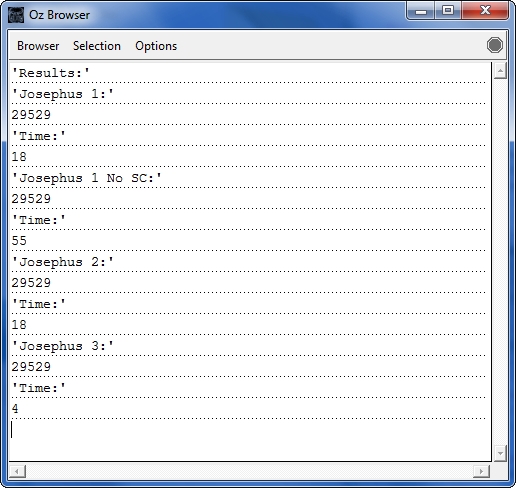 Oz Browser
Browser Selection Options
'Results:'
'Josephus 1:'
29529
'Time:'
18
'Josephus 1 No SC:'
29529
'Time:'
55
'Josephus 2:'
29529
'Time:'
18
'Josephus 3:'
29529
'Time:'
4